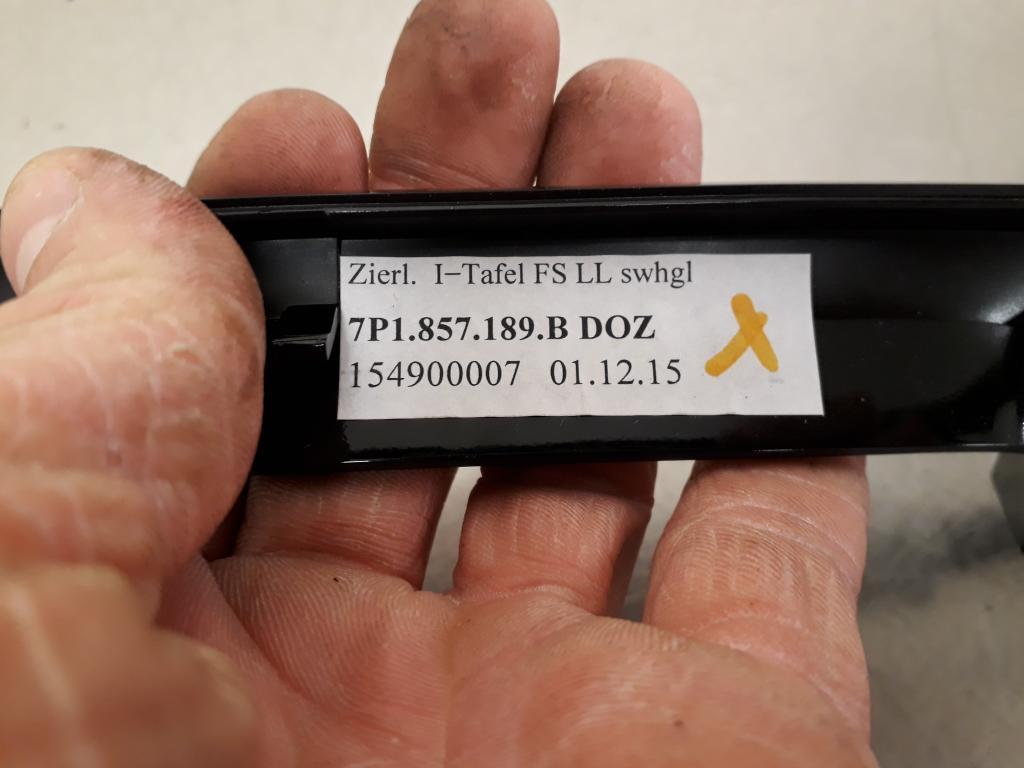 Zierl. I-Tafel FS LL swhgl
7P1.857.189.B DOZ
154900007 01.12.15